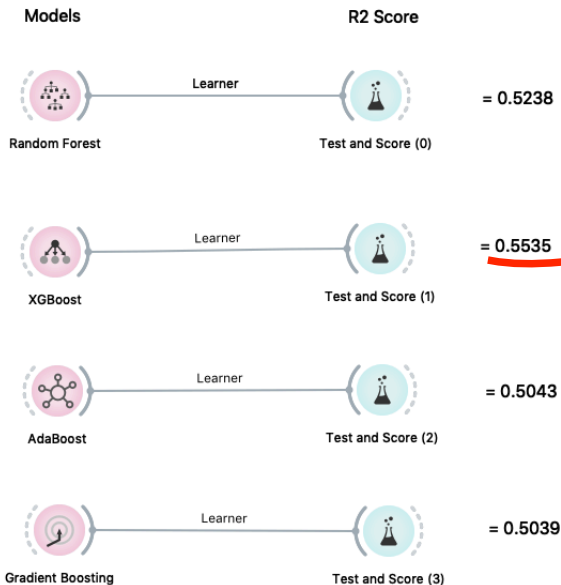 Models R2 Score
Learner
= 0.5238
Random Forest Test and Score (0)
Learner
= 0.5535
XGBoost Test and Score (1)
Learner
= 0.5043
AdaBoost Test and Score (2)
Learner
= 0.5039
Gradient Boosting Test and Score (3)